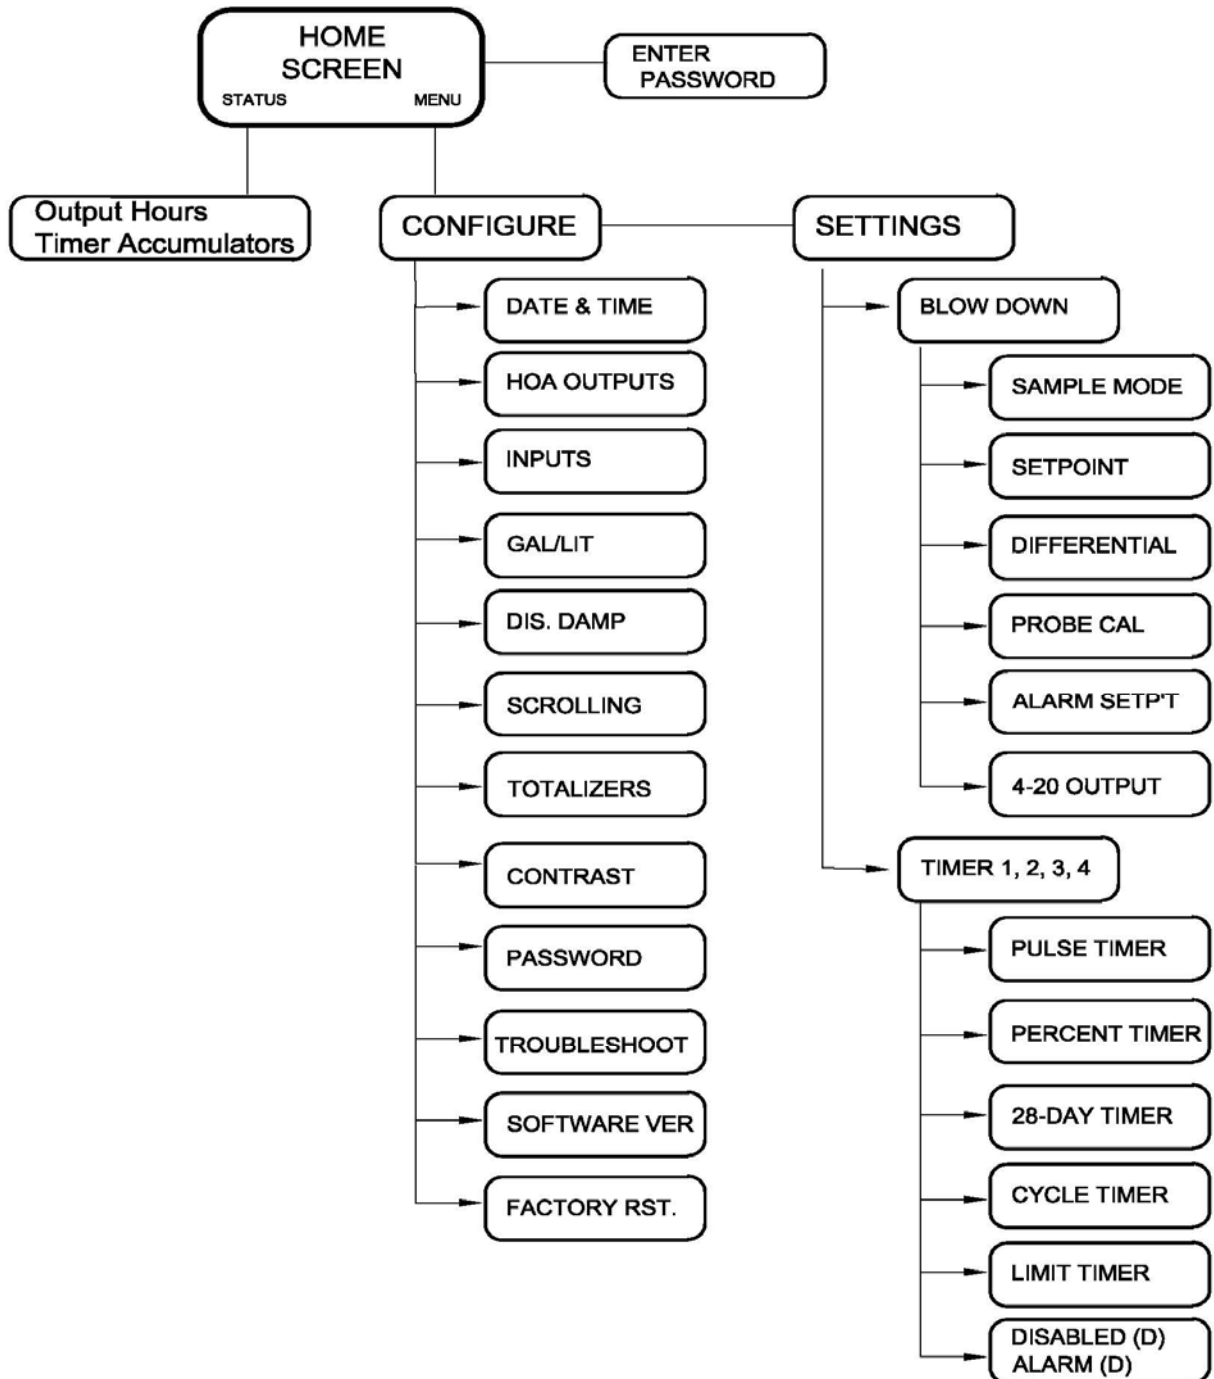 HOME
SCREEN
STATUS MENU
ENTER
PASSWORD
Output Hours
Timer Accumulators
CONFIGURE
SETTINGS
DATE & TIME
HOA OUTPUTS
INPUTS
GAL/LIT
DIS. DAMP
SCROLLING
TOTALIZERS
CONTRAST
PASSWORD
TROUBLESHOOT
SOFTWARE VER
FACTORY RST.
BLOW DOWN
SAMPLE MODE
SETPOINT
DIFFERENTIAL
PROBE CAL
ALARM SETP'T
4-20 OUTPUT
TIMER 1, 2, 3, 4
PULSE TIMER
PERCENT TIMER
28-DAY TIMER
CYCLE TIMER
LIMIT TIMER
DISABLED (D)
ALARM (D)